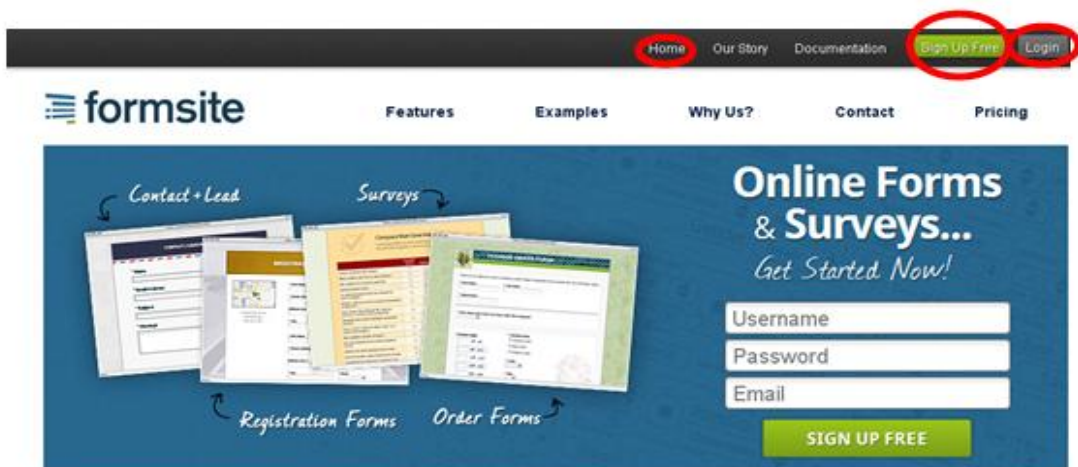 Home Our Story Documentation Sign Up Free Login
formsite
Features Examples Why Us? Contact Pricing
Contact + Lead
Surveys
Registration Forms
Order Forms
Online Forms
& Surveys...
Get Started Now!
Username
Password
Email
SIGN UP FREE